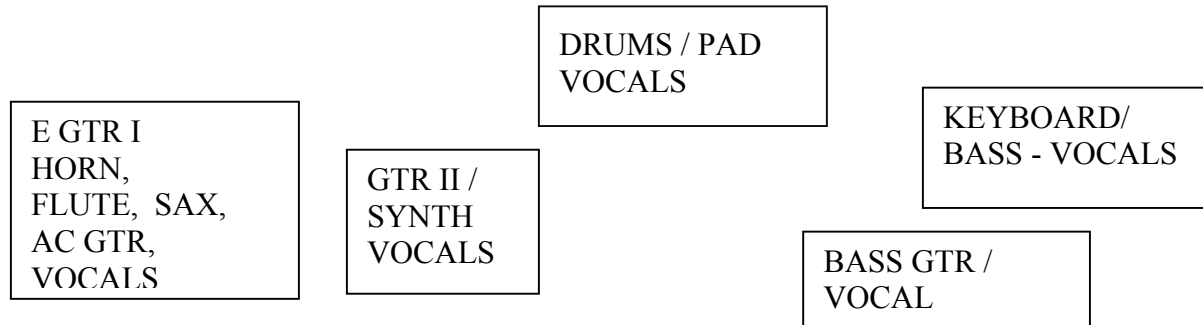 DRUMS / PAD
VOCALS
E GTR I
HORN,
FLUTE, SAX,
AC GTR,
VOCALS
GTR II /
SYNTH
VOCALS
KEYBOARD/
BASS - VOCALS
BASS GTR /
VOCAL